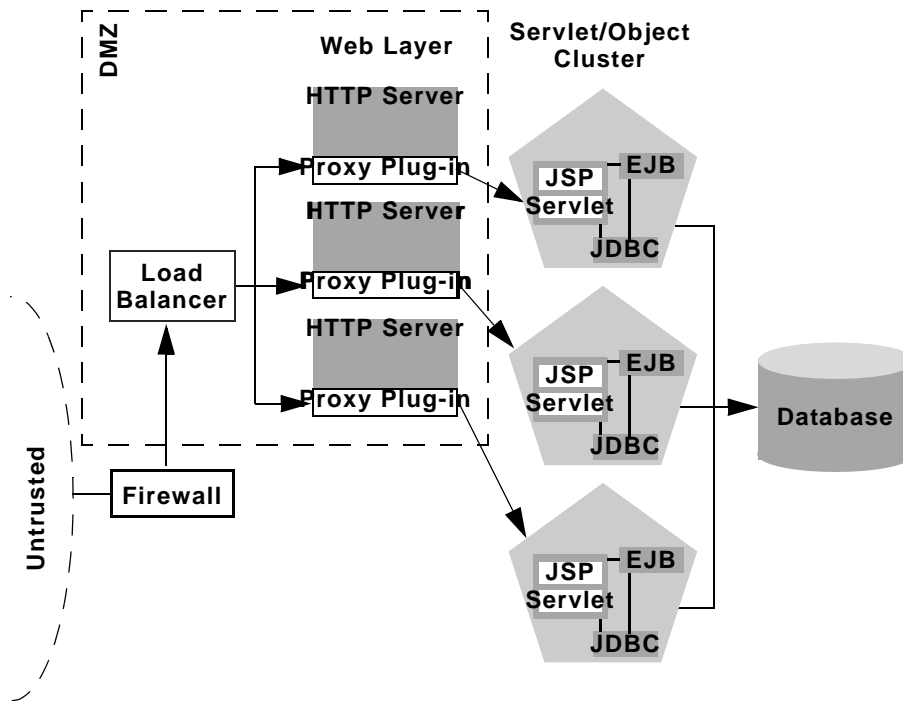 DMZ
Web Layer
Servlet/Object
Cluster
HTTP Server
Proxy Plug-in
HTTP Server
Proxy Plug-in
HTTP Server
Proxy Plug-in
Load
Balancer
Firewall
Untrusted
JSP
Servlet
EJB
JDBC
JSP
Servlet
EJB
JDBC
JSP
Servlet
EJB
JDBC
Database